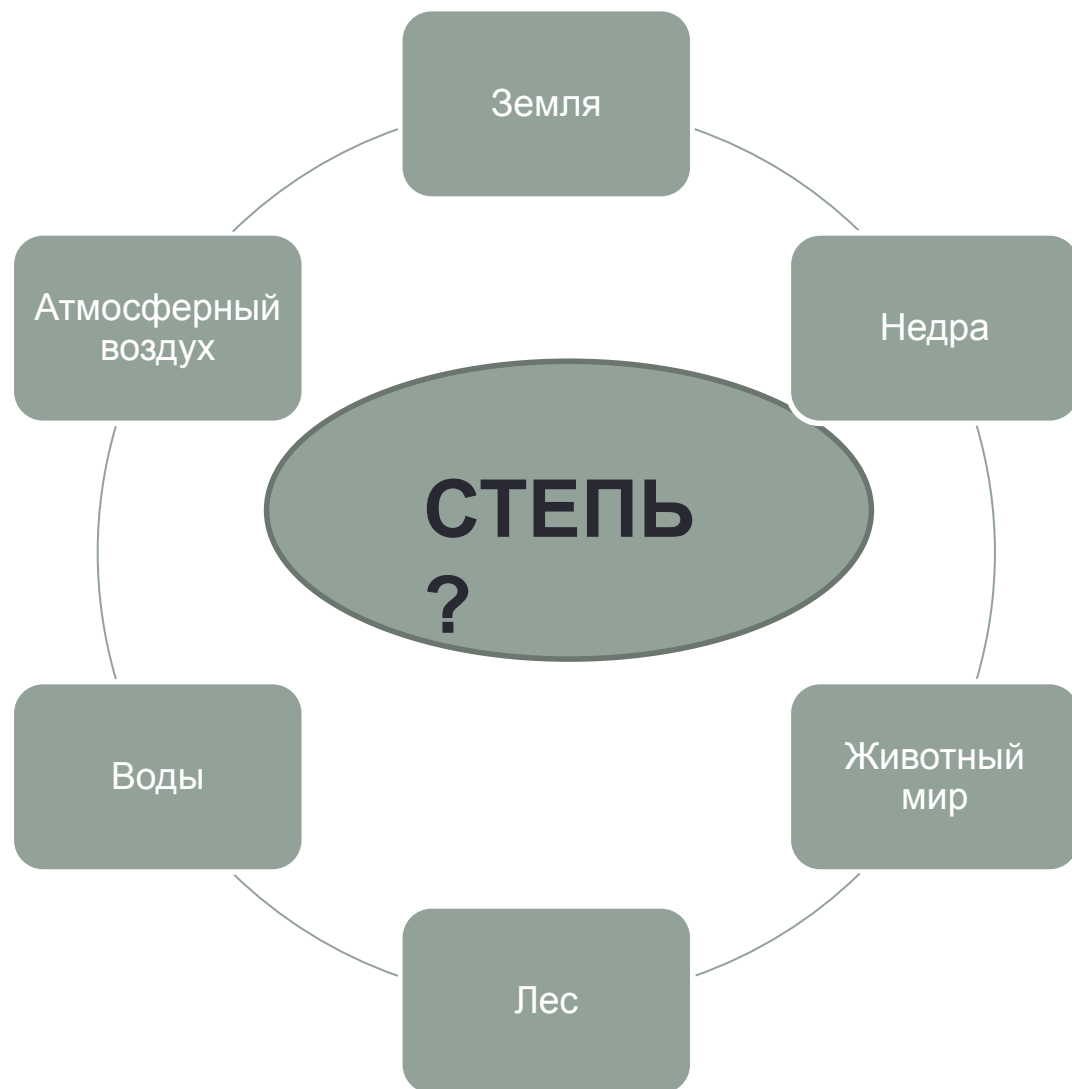 Земля
Атмосферный
воздух
Недра
СТЕПЬ
?
Воды
Животный
мир
Лес